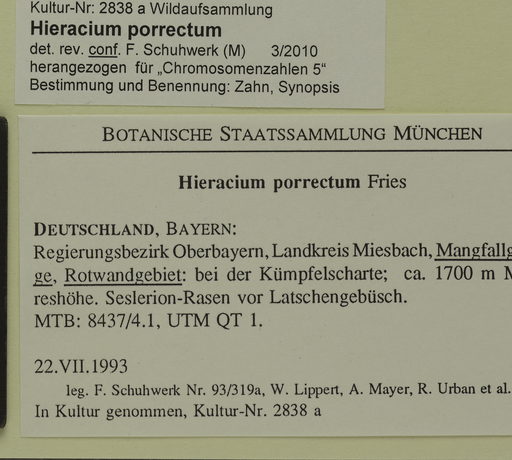 Kultur-Nr: 2838 a Wildaufsammlung
Hieracium porrectum
det. rev. conf. F. Schuhwerk (M) 3/2010
herangezogen für „Chromosomenzahlen 5“
Bestimmung und Benennung: Zahn, Synopsis
BOTANISCHE STAATSSAMMLUNG MÜNCHEN
Hieracium porrectum Fries
DEUTSCHLAND, BAYERN:
Regierungsbezirk Oberbayern, Landkreis Miesbach, Mangfallg
ge, Rotwandgebiet: bei der Kümpfelscharte; ca. 1700 m M
reshöhe. Seslerion-Rasen vor Latschengebüsch.
MTB: 8437/4.1, UTM QT 1.
22.VII.1993
leg. F. Schuhwerk Nr. 93/319a, W. Lippert, A. Mayer, R. Urban et al.
In Kultur genommen, Kultur-Nr. 2838 a